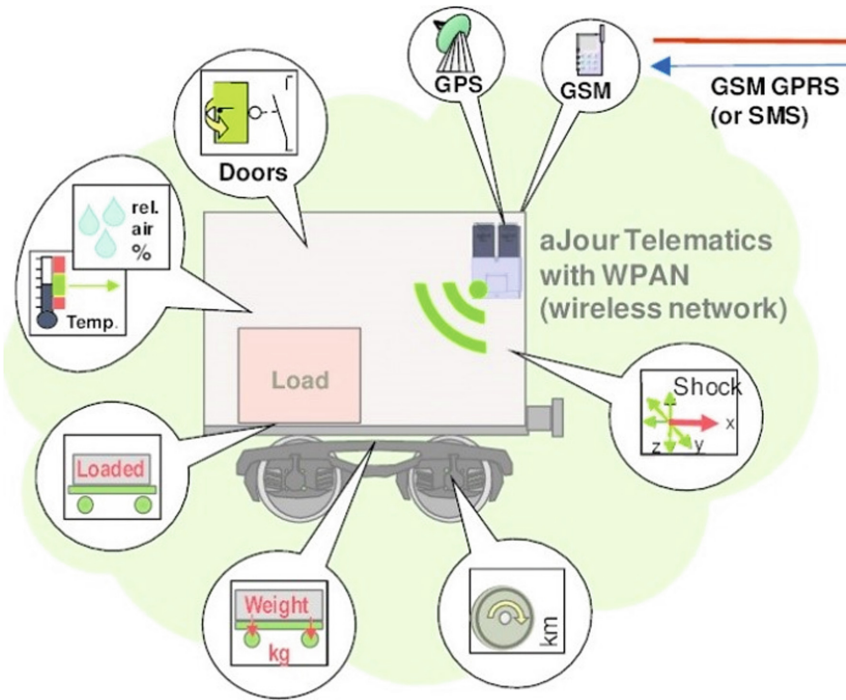 GPS
GSM
GSM GPRS
(or SMS)
Doors
rel.
air
%
Temp.
aJour Telematics
with WPAN
(wireless network)
Load
Shock
x
z
y
Loaded
Weight
kg
km